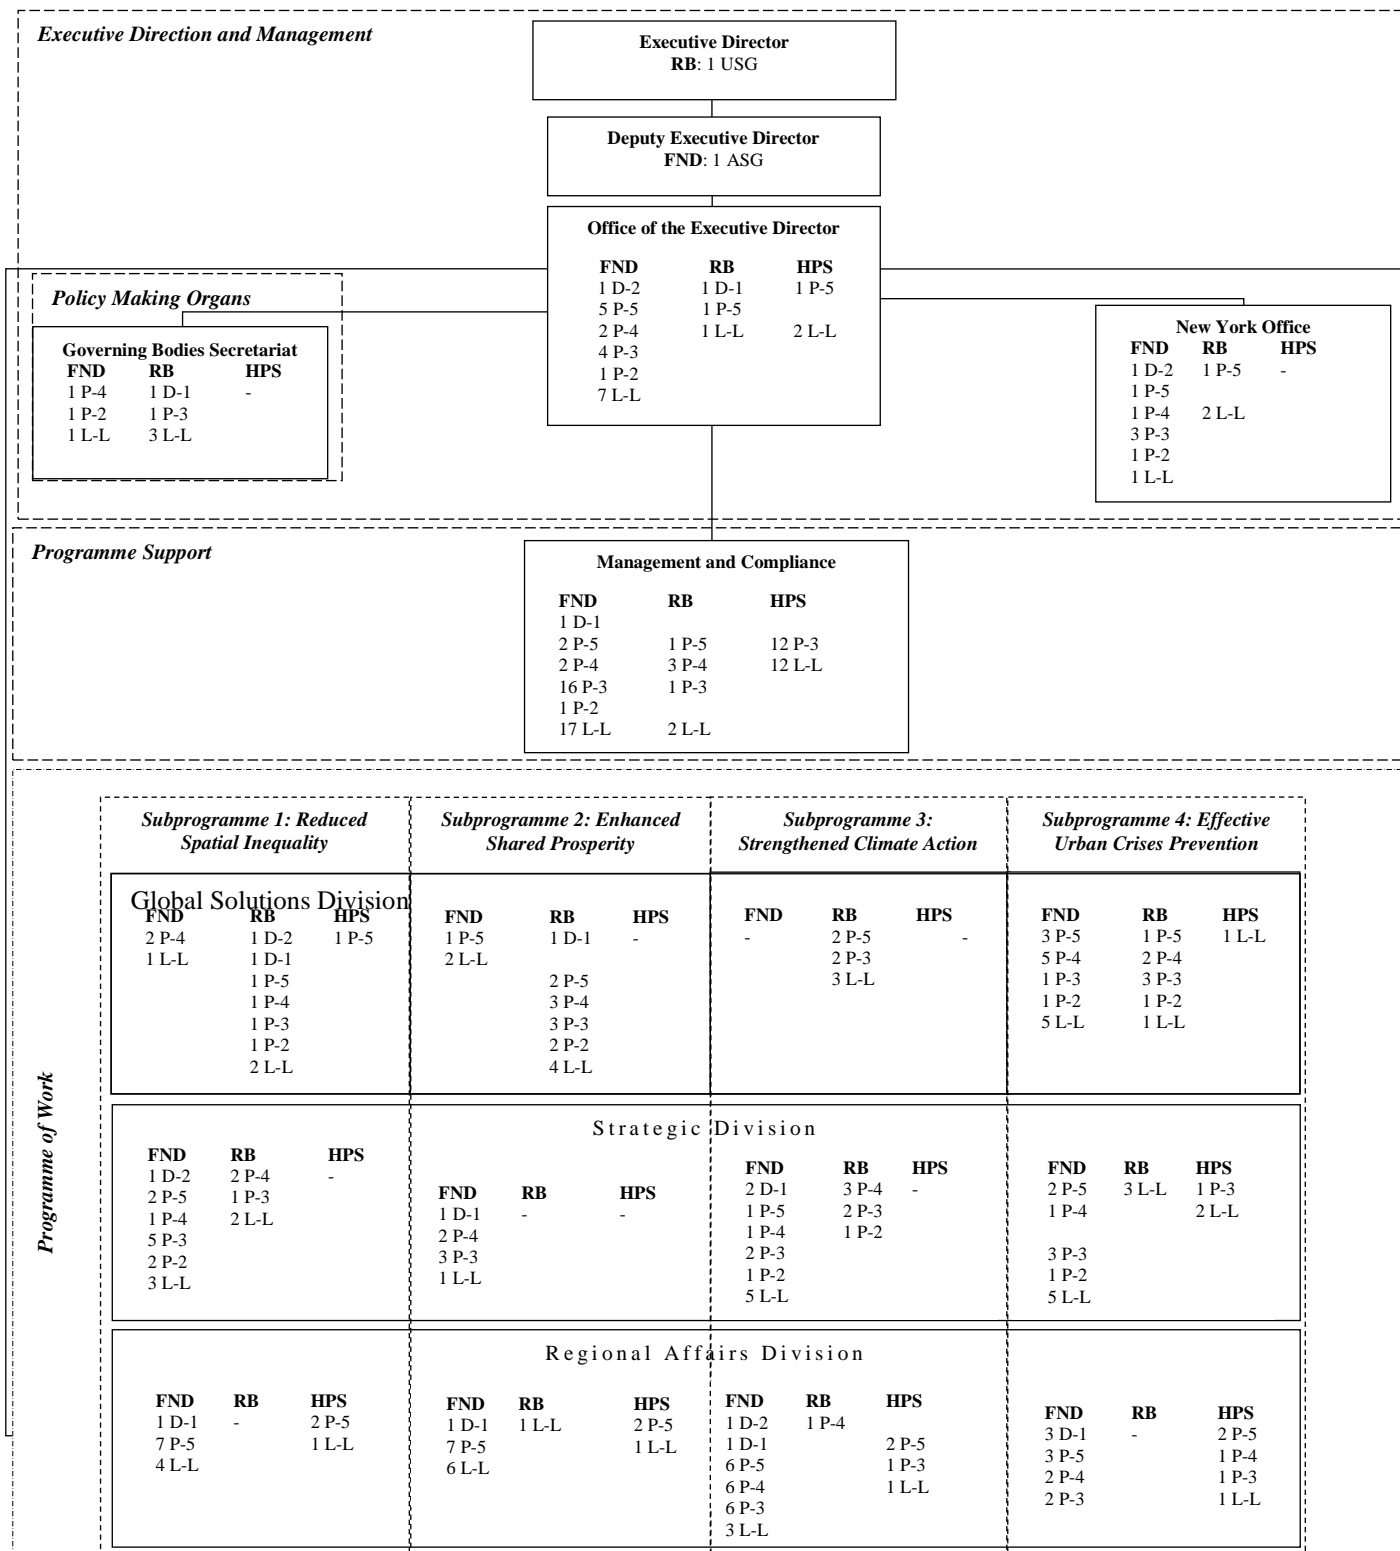 Executive Direction and Management
Executive Director
RB: 1 USG
Deputy Executive Director
FND: 1 ASG
Office of the Executive Director
FND RB HPS
1 D-2 1 D-1 1 P-5
5 P-5 1 P-5
2 P-4 1 L-L 2 L-L
4 P-3
1 P-2
7 L-L
Policy Making Organs
Governing Bodies Secretariat
FND RB HPS
1 P-4 1 D-1 -
1 P-2 1 P-3
1 L-L 3 L-L
New York Office
FND RB HPS
1 D-2 1 P-5 -
1 P-5
1 P-4 2 L-L
3 P-3
1 P-2
1 L-L
Programme Support
Management and Compliance
FND RB HPS
1 D-1
2 P-5 1 P-5 12 P-3
2 P-4 3 P-4 12 L-L
16 P-3 1 P-3
1 P-2
17 L-L 2 L-L
Programme of Work
Subprogramme 1: Reduced
Spatial Inequality
Subprogramme 2: Enhanced
Shared Prosperity
Subprogramme 3:
Strengthened Climate Action
Subprogramme 4: Effective
Urban Crises Prevention
Global Solutions Division
FND RB HPS
2 P-4 1 D-2 1 P-5
1 L-L 1 D-1
1 P-5
1 P-4
1 P-3
1 P-2
2 L-L
FND RB HPS
1 P-5 1 D-1 -
2 L-L
2 P-5
3 P-4
3 P-3
2 P-2
4 L-L
FND RB HPS
- 2 P-5 -
2 P-3
3 L-L
FND RB HPS
3 P-5 1 P-5 1 L-L
5 P-4 2 P-4
1 P-3 3 P-3
1 P-2 1 P-2
5 L-L 1 L-L
Strategic Division
FND RB HPS
1 D-2 2 P-4 -
2 P-5 1 P-3
1 P-4 2 L-L
5 P-3
2 P-2
3 L-L
FND RB HPS
1 D-1 - -
2 P-4
3 P-3
1 L-L
FND RB HPS
2 D-1 3 P-4 -
1 P-5 2 P-3
1 P-4 1 P-2
2 P-3
1 P-2
5 L-L
FND RB HPS
2 P-5 3 L-L 1 P-3
1 P-4 2 L-L
3 P-3
1 P-2
5 L-L
Regional Affairs Division
FND RB HPS
1 D-1 - 2 P-5
7 P-5 1 L-L
4 L-L
FND RB HPS
1 D-1 1 L-L 2 P-5
7 P-5 1 L-L
6 L-L
FND RB HPS
1 D-2 1 P-4
1 D-1 2 P-5
6 P-5 1 P-3
6 P-4 1 L-L
6 P-3
3 L-L
FND RB HPS
3 D-1 - 2 P-5
3 P-5 1 P-4
2 P-4 1 P-3
2 P-3 1 L-L